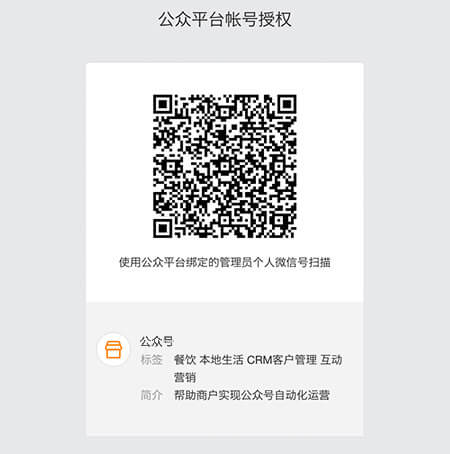 公众平台帐号授权
使用公众平台绑定的管理员个人微信号扫描
公众号
标签 餐饮 本地生活 CRM客户管理 互动
营销
简介 帮助商户实现公众号自动化运营